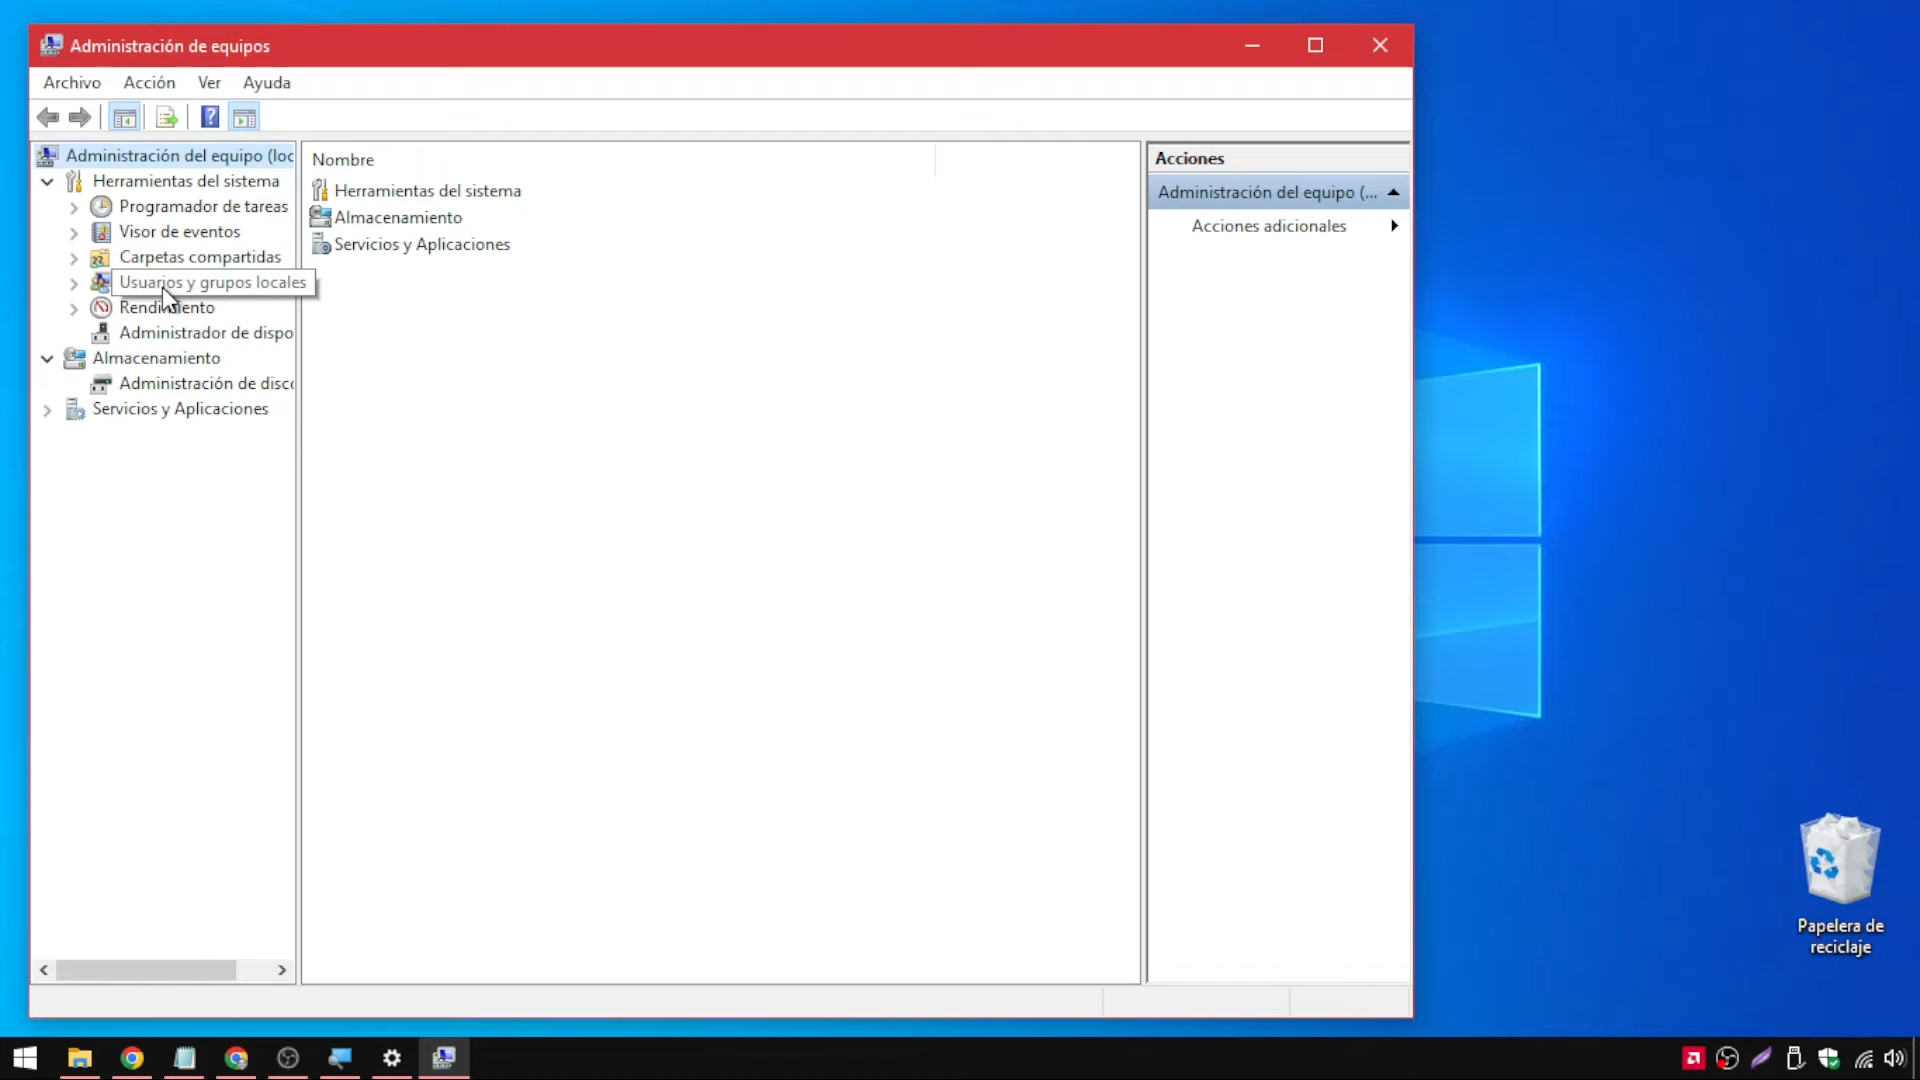 Administración de equipos
Archivo Acción Ver Ayuda
Administración del equipo (loc
Herramientas del sistema
Programador de tareas
Visor de eventos
Carpetas compartidas
Usuarios y grupos locales
Rendimiento
Administrador de dispo
Almacenamiento
Administración de disco
Servicios y Aplicaciones
Nombre
Herramientas del sistema
Almacenamiento
Servicios y Aplicaciones
Acciones
Administración del equipo (...
Acciones adicionales
Papelera de
reciclaje